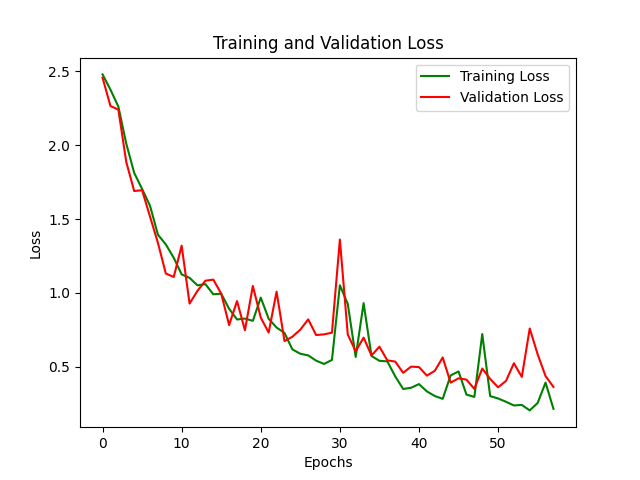 Training and Validation Loss
Training Loss
Validation Loss
2.5
2.0
1.5
1.0
0.5
Loss
0 10 20 30 40 50
Epochs